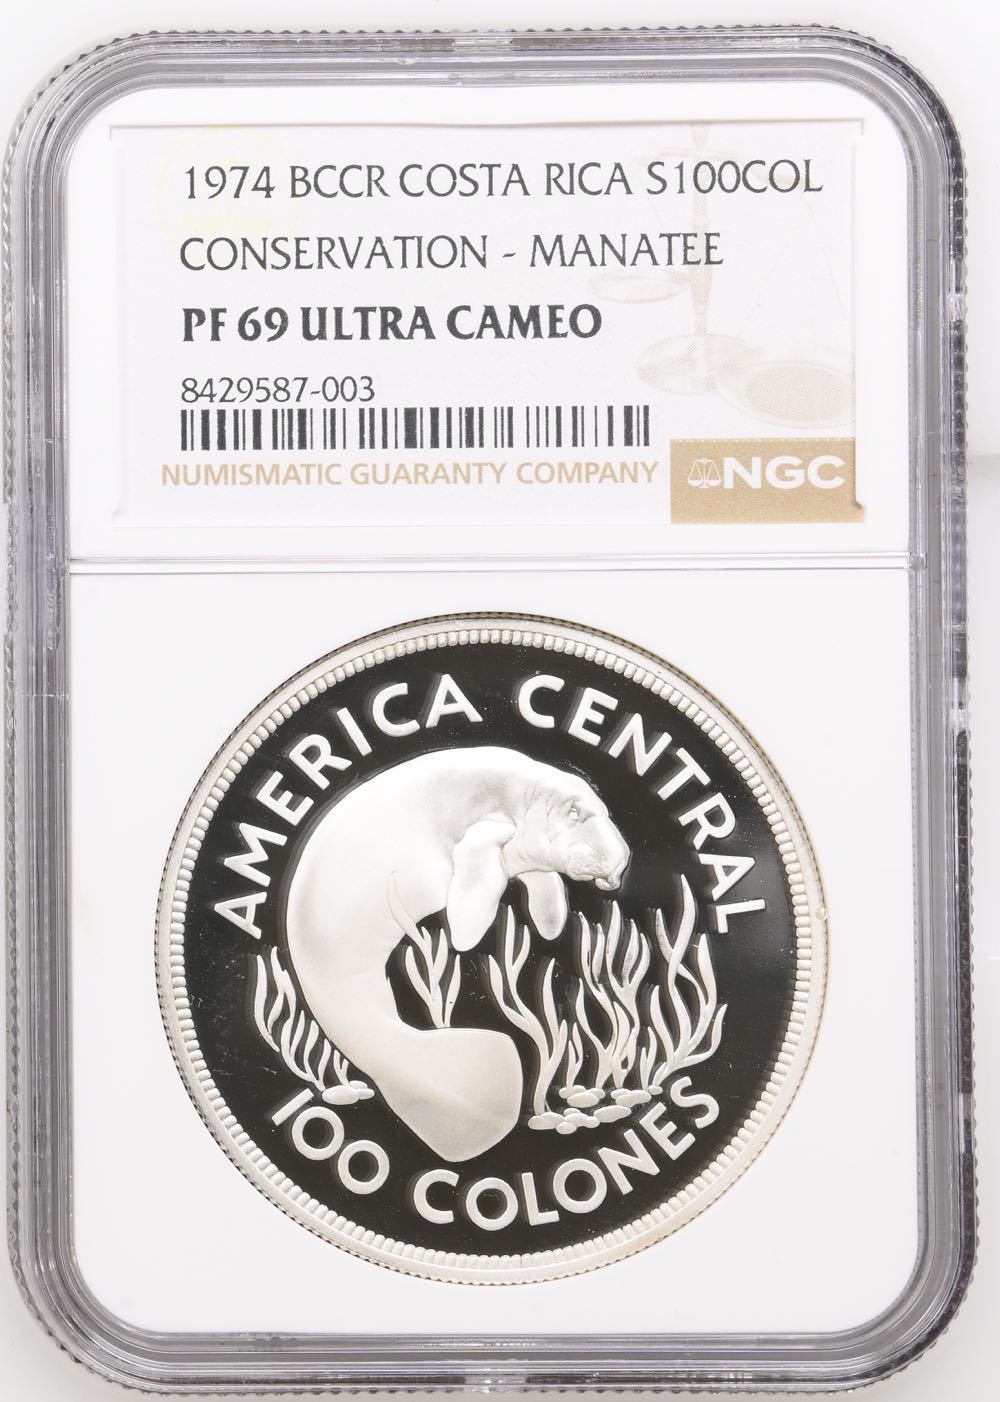 1974 BCCR COSTA RICA S100COL
CONSERVATION - MANATEE
PF 69 ULTRA CAMEO
8429587-003
NUMISMATIC GUARANTY COMPANY
NGC
AMERICA CENTRAL
100 COLONES